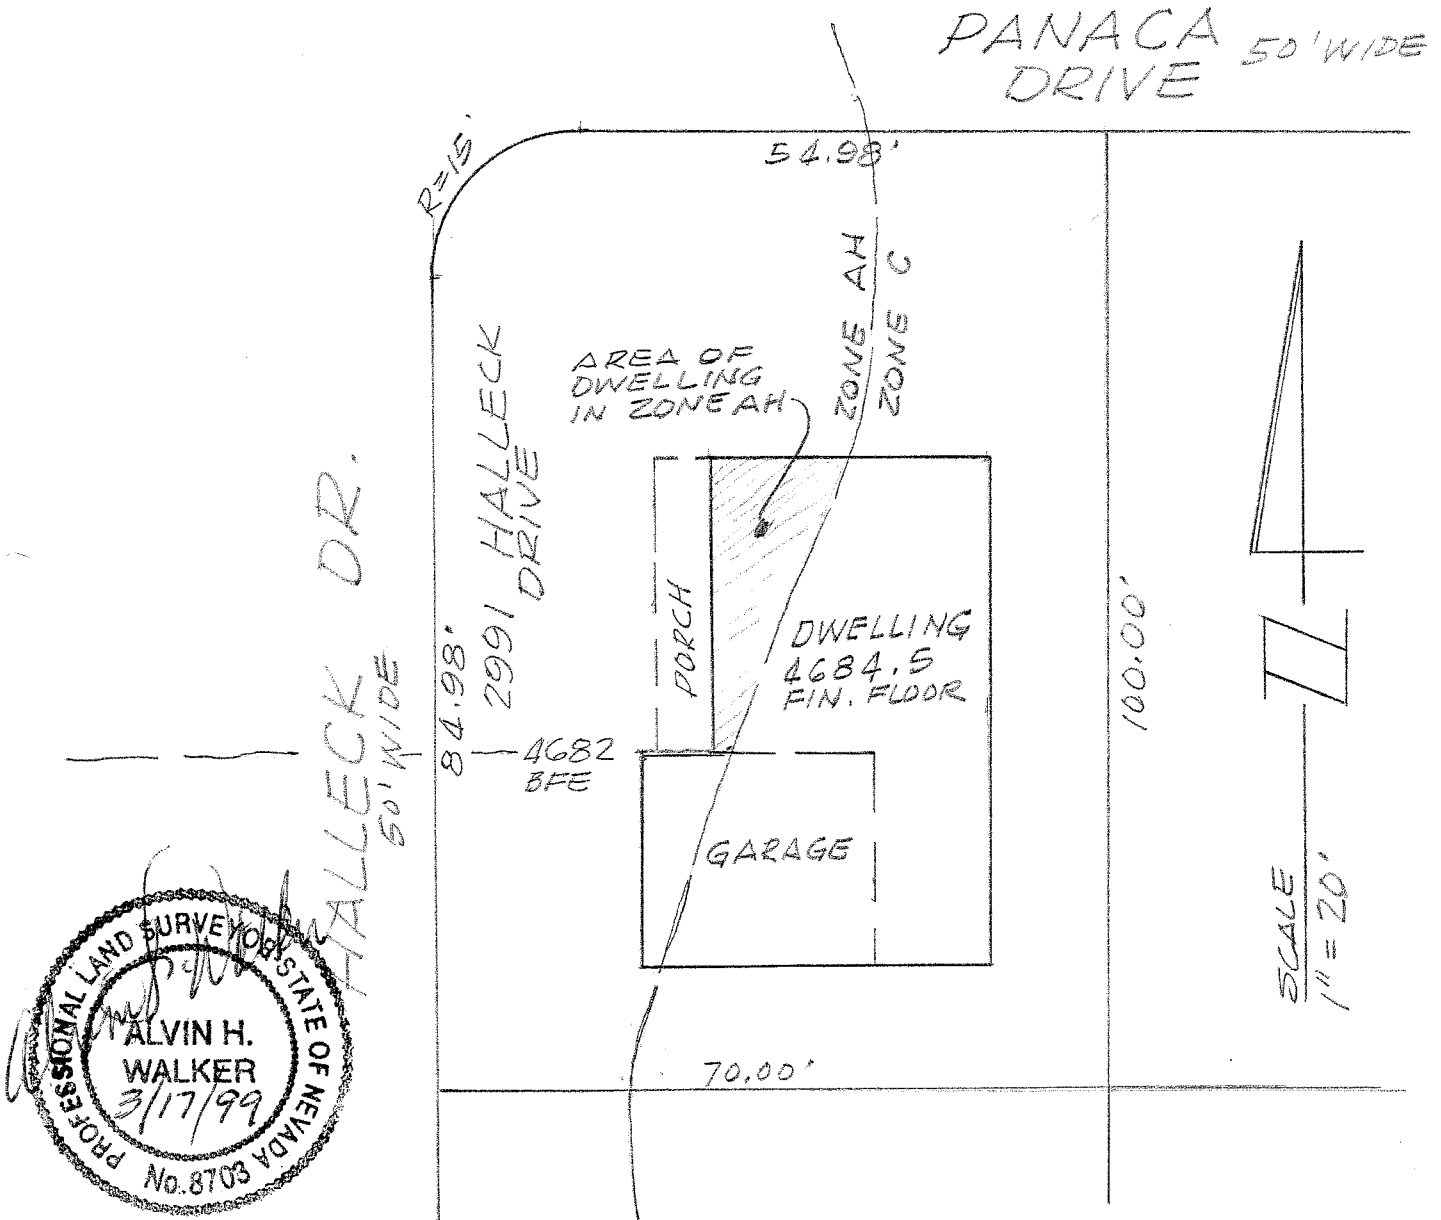 PANACA 50' WIDE
DRIVE
R=15'
54.98'
ZONE AH
ZONE C
AREA OF
DWELLING
IN ZONE AH
2991 HALLECK
DRIVE
84.98'
HALLECK DR.
50' WIDE
PORCH
DWELLING
4684.5
FIN. FLOOR
100.00'
4682
BFE
GARAGE
SCALE
1" = 20'
70.00'
PROFESSIONAL LAND SURVEYOR STATE OF NEVADA
ALVIN H.
WALKER
3/17/99
No. 8703